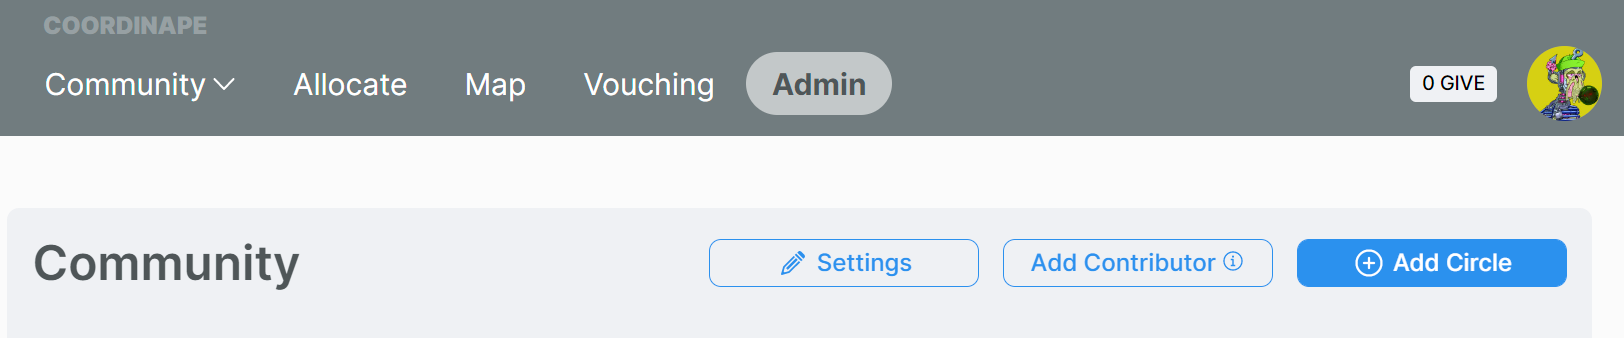 COORDINAPE
Community Allocate Map Vouching Admin 0 GIVE
Community Settings Add Contributor Add Circle